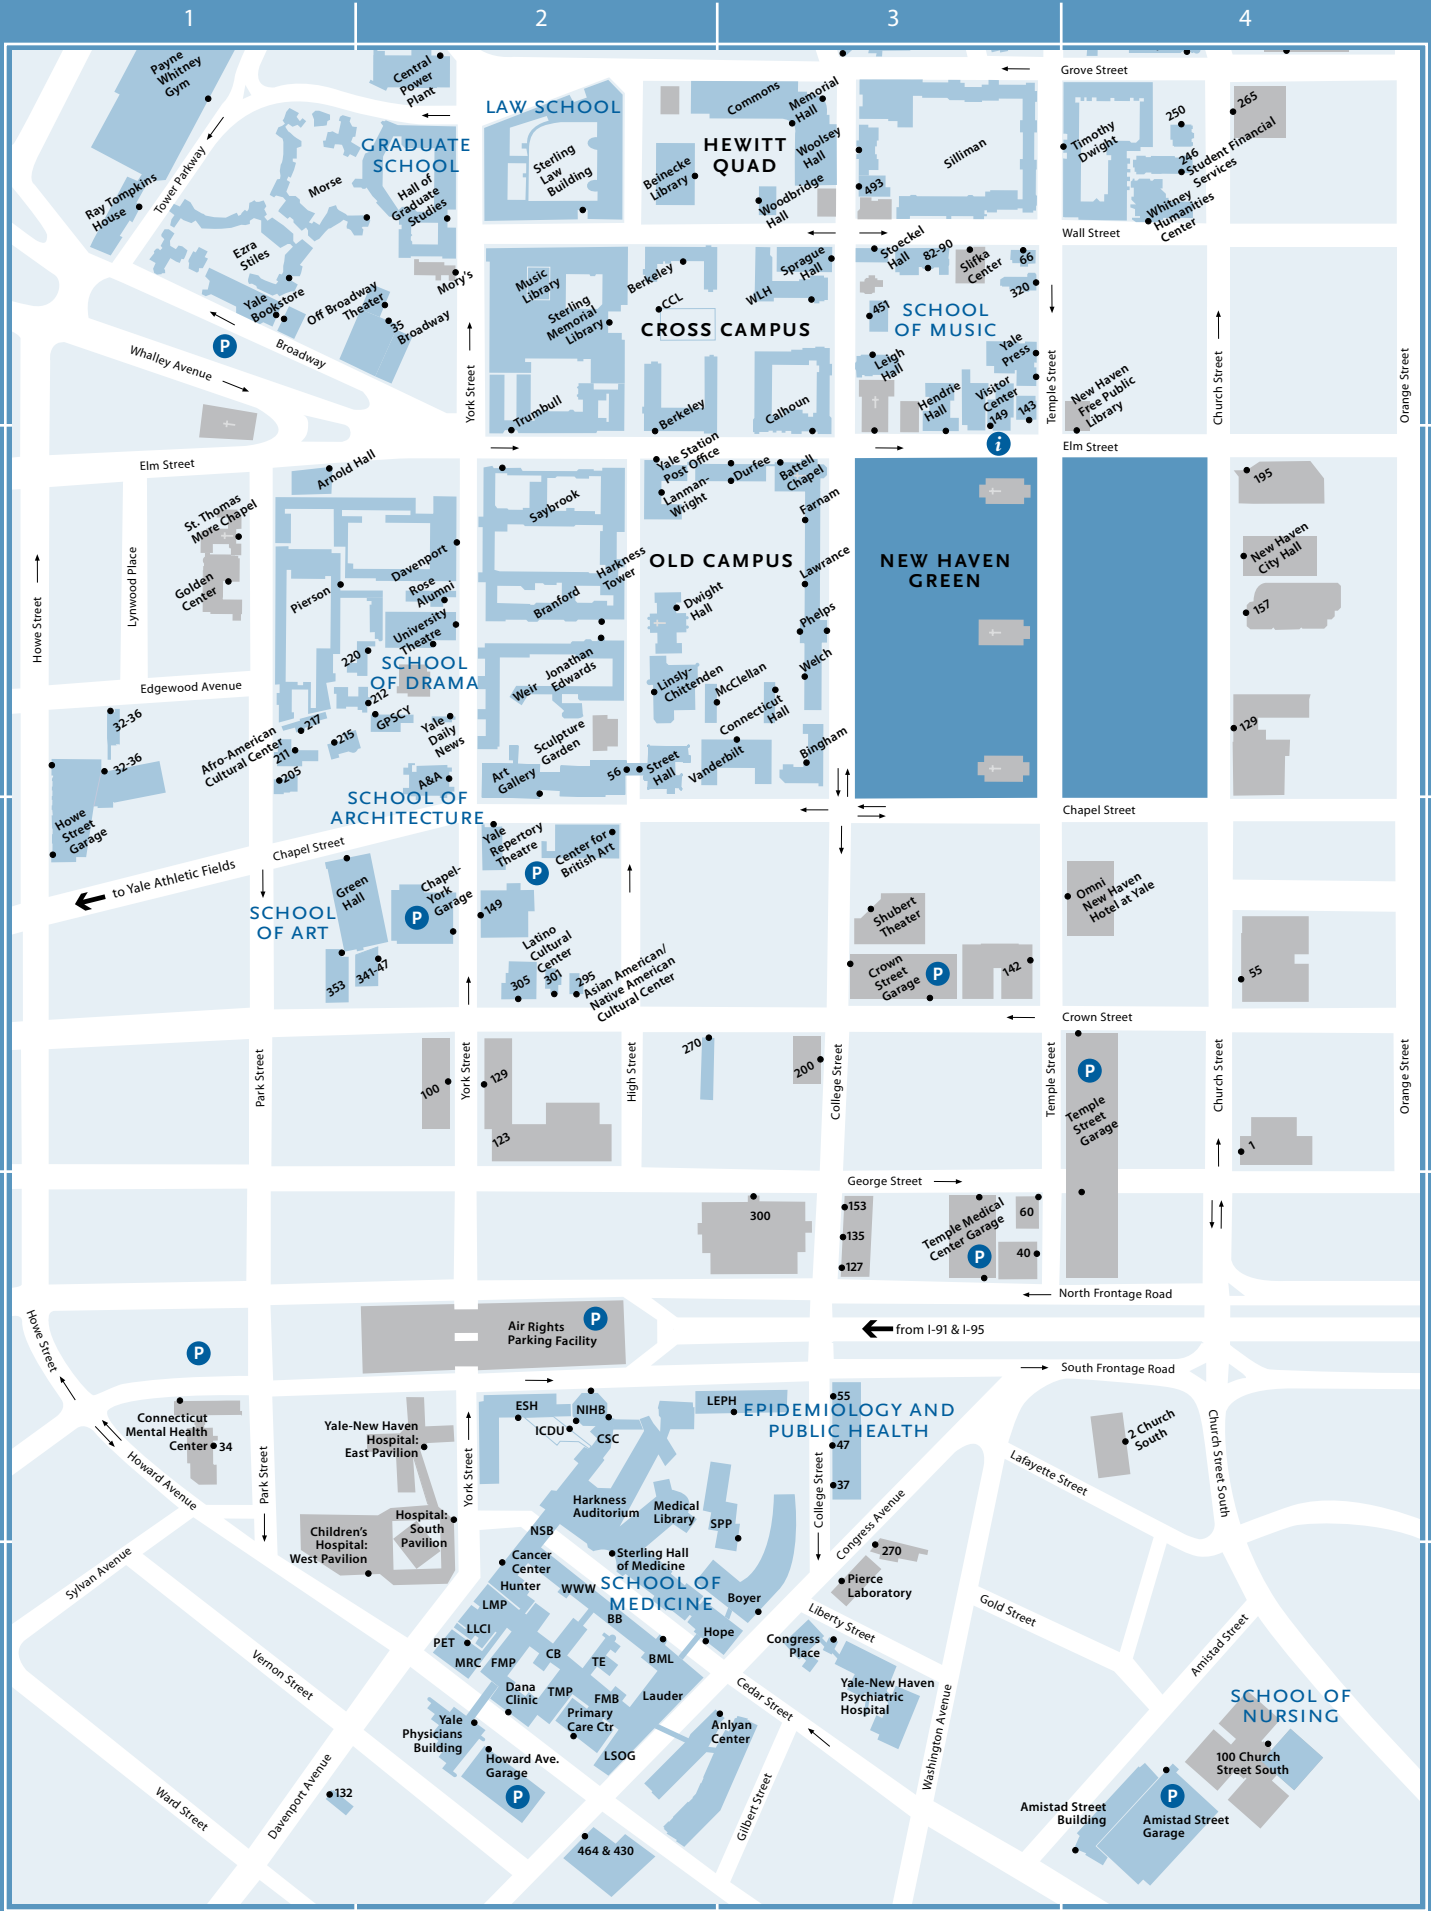 1
2
3
4
Payne
Whitney
Gym
Central
Power
Plant
LAW SCHOOL
Commons
Memorial
Hall
Grove Street
250
265
GRADUATE
SCHOOL
HEWITT
QUAD
Woolsey
Hall
Silliman
Timothy
Dwight
246
Student Financial
Services
Tower Parkway
Ray Tompkins
House
Morse
Hall of
Graduate
Studies
Sterling
Law
Building
Beinecke
Library
Woodbridge
Hall
493
Whitney
Humanities
Center
Wall Street
Ezra
Stiles
Mory's
Music
Library
Berkeley
Sprague
Hall
Stoeckel
Hall
82-90
Slifka
Center
66
320
Yale
Bookstore
Off Broadway
Theater
35
Broadway
Sterling
Memorial
Library
CCL
WLH
CROSS CAMPUS
451
SCHOOL
OF MUSIC
P
Broadway
Whalley Avenue
York Street
Leigh
Hall
Yale
Press
Temple Street
Church Street
Orange Street
Trumbull
Berkeley
Calhoun
Hendrie
Hall
Visitor
Center
149
143
New Haven
Free Public
Library
i
Elm Street
Elm Street
Arnold Hall
Yale Station
Post Office
Durfee
Battell
Chapel
Lanman-
Wright
Farnam
195
St. Thomas
More Chapel
Saybrook
Howe Street
Lynwood Place
Golden
Center
Pierson
Davenport
Rose
Alumni
Harkness
Tower
OLD CAMPUS
Lawrance
NEW HAVEN
GREEN
New Haven
City Hall
157
University
Theatre
Branford
Dwight
Hall
Phelps
220
SCHOOL
OF DRAMA
Weir
Jonathan
Edwards
Linsly-
Chittenden
McClellan
Welch
Edgewood Avenue
212
GPSCY
32-36
32-36
Afro-American
Cultural Center
217
211
205
215
Yale
Daily
News
Sculpture
Garden
Connecticut
Hall
Vanderbilt
Bingham
129
A&A
Art
Gallery
56
Street
Hall
SCHOOL OF
ARCHITECTURE
Chapel Street
Howe
Street
Garage
Chapel Street
Yale
Repertory
Theatre
Center for
British Art
P
to Yale Athletic Fields
Green
Hall
Chapel-
York
Garage
P
149
SCHOOL
OF ART
Shubert
Theater
Omni
New Haven
Hotel at Yale
353
341-47
Latino
Cultural
Center
305
301
295
Asian American/
Native American
Cultural Center
Crown
Street
Garage
P
142
55
Crown Street
Park Street
100
York Street
129
123
High Street
270
200
College Street
Temple Street
P
Temple
Street
Garage
Church Street
1
Orange Street
George Street
300
153
135
127
Temple Medical
Center Garage
P
60
40
North Frontage Road
Howe Street
Air Rights
Parking Facility
P
from I-91 & I-95
P
South Frontage Road
Connecticut
Mental Health
Center
34
Yale-New Haven
Hospital:
East Pavilion
ESH
NIHB
ICDU
CSC
LEPH
55
EPIDEMIOLOGY AND
PUBLIC HEALTH
47
37
2 Church
South
Howard Avenue
Park Street
York Street
College Street
Lafayette Street
Church Street South
Harkness
Auditorium
Medical
Library
SPP
Congress Avenue
Children's
Hospital:
West Pavilion
Hospital:
South
Pavilion
NSB
Sylvan Avenue
Cancer
Center
Sterling Hall
of Medicine
270
Hunter
WWW
SCHOOL OF
MEDICINE
Pierce
Laboratory
LMP
BB
Boyer
Liberty Street
Gold Street
LLCI
PET
MRC
FMP
CB
TE
BML
Hope
Congress
Place
Amistad Street
Vernon Street
Dana
Clinic
TMP
FMB
Lauder
Cedar Street
Yale-New Haven
Psychiatric
Hospital
SCHOOL OF
NURSING
Yale
Physicians
Building
Primary
Care Ctr
Anlyan
Center
Washington Avenue
LSOG
Howard Ave.
Garage
P
100 Church
Street South
Ward Street
Davenport Avenue
132
Gilbert Street
Amistad Street
Building
P
Amistad Street
Garage
464 & 430